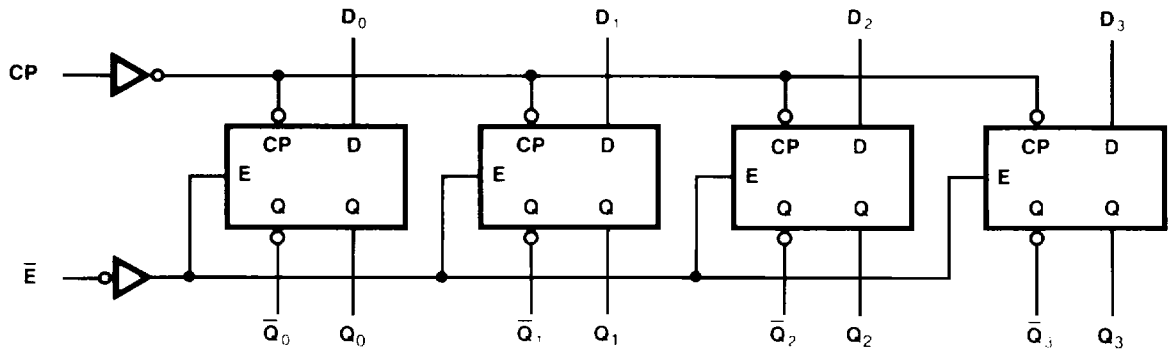 D0 D1 D2 D3
CP
CP D CP D CP D CP D
E E E E
Q Q Q Q Q Q Q Q
E̅
Q̅0 Q0 Q̅1 Q1 Q̅2 Q2 Q̅3 Q3